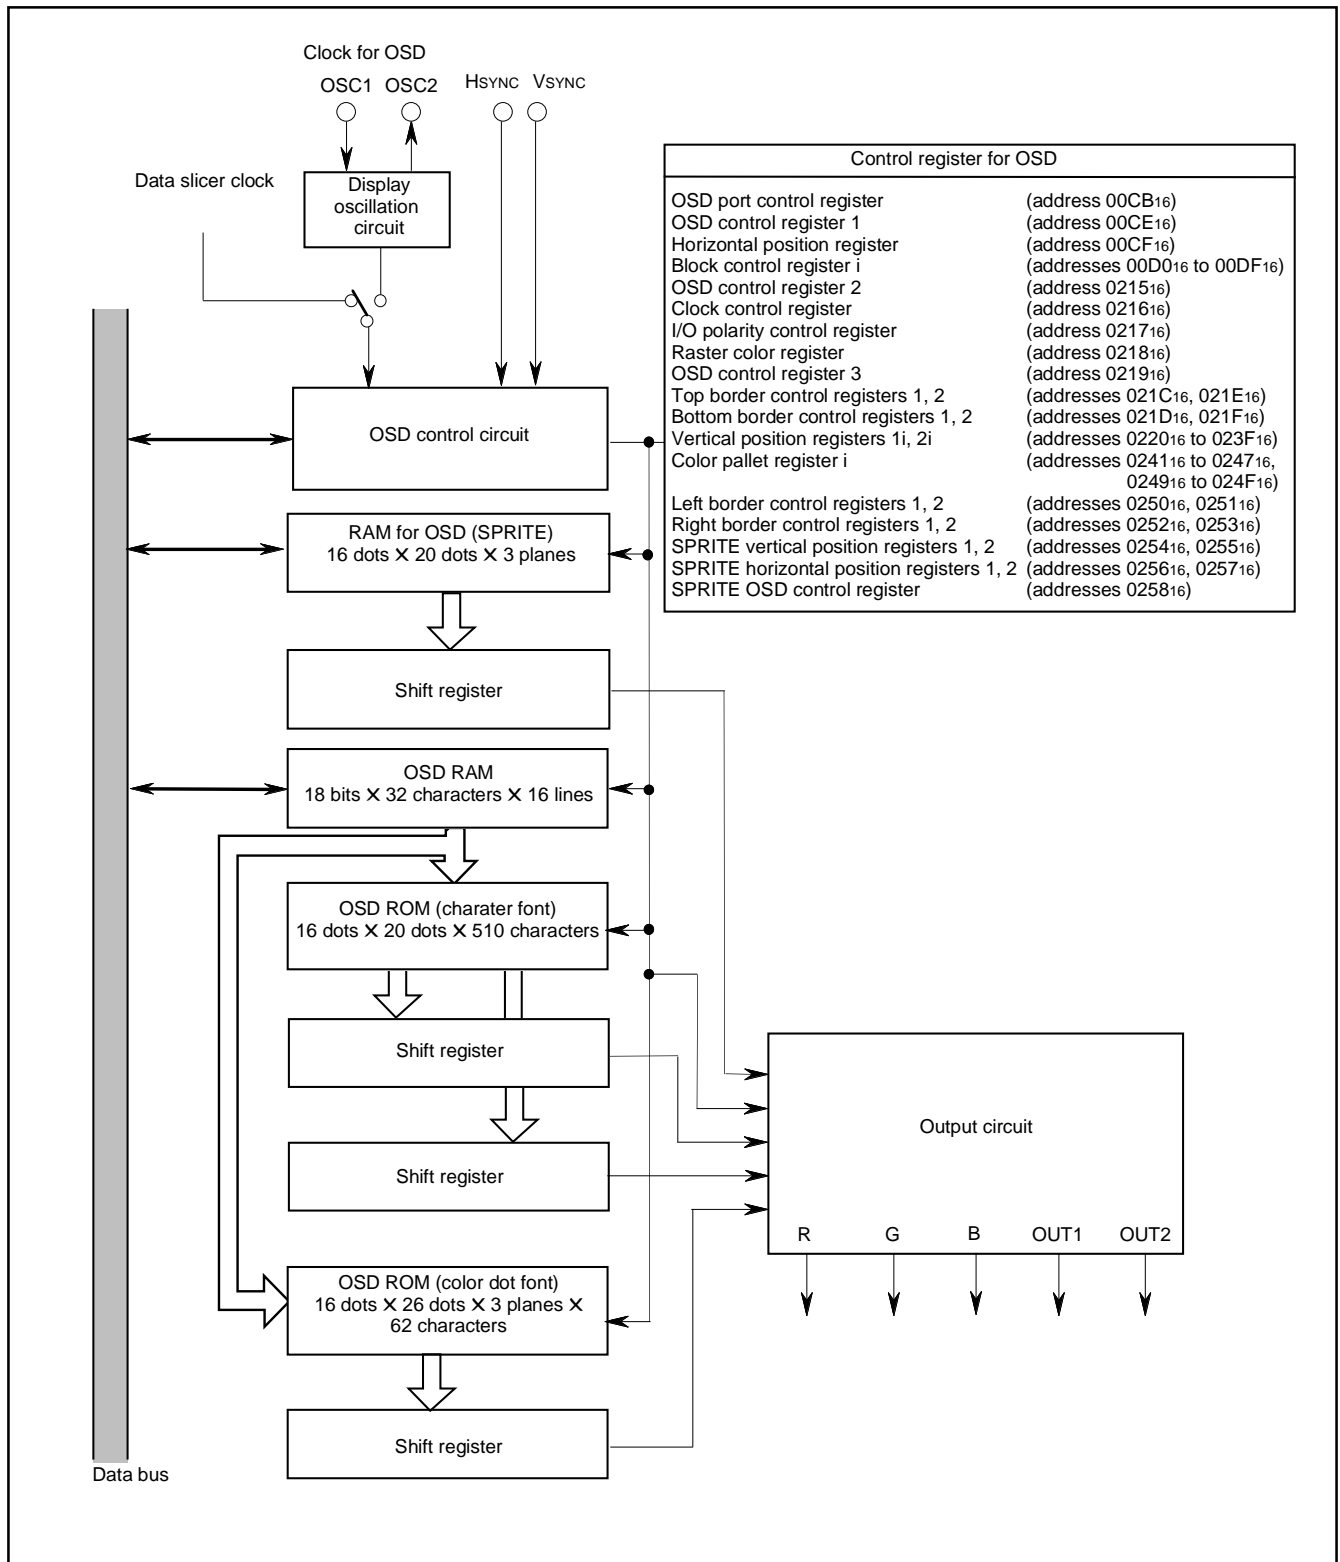 Clock for OSD
OSC1 OSC2 HSYNC VSYNC
Data slicer clock
Display
oscillation
circuit
Control register for OSD
OSD port control register (address 00CB16)
OSD control register 1 (address 00CE16)
Horizontal position register (address 00CF16)
Block control register i (addresses 00D016 to 00DF16)
OSD control register 2 (address 021516)
Clock control register (address 021616)
I/O polarity control register (address 021716)
Raster color register (address 021816)
OSD control register 3 (address 021916)
Top border control registers 1, 2 (addresses 021C16, 021E16)
Bottom border control registers 1, 2 (addresses 021D16, 021F16)
Vertical position registers 1i, 2i (addresses 022016 to 023F16)
Color pallet register i (addresses 024116 to 024716,
024916 to 024F16)
Left border control registers 1, 2 (addresses 025016, 025116)
Right border control registers 1, 2 (addresses 025216, 025316)
SPRITE vertical position registers 1, 2 (addresses 025416, 025516)
SPRITE horizontal position registers 1, 2 (addresses 025616, 025716)
SPRITE OSD control register (addresses 025816)
OSD control circuit
RAM for OSD (SPRITE)
16 dots X 20 dots X 3 planes
Shift register
OSD RAM
18 bits X 32 characters X 16 lines
OSD ROM (charater font)
16 dots X 20 dots X 510 characters
Shift register
Shift register
Output circuit
R G B OUT1 OUT2
OSD ROM (color dot font)
16 dots X 26 dots X 3 planes X
62 characters
Shift register
Data bus